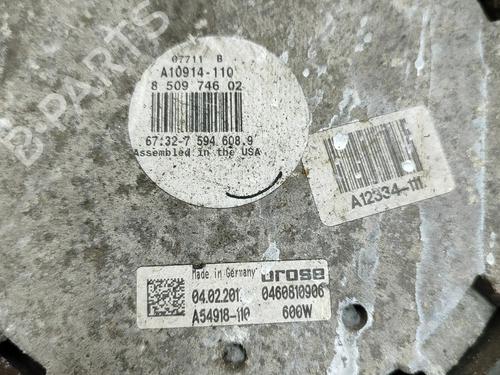 B-PARTS
07711 B
A10914-110
8 509 746 02
67.32-7 594 608.9
Assembled in the USA
A12334-111
Made in Germany
brose
04.02.201
0460810906
A54918-110
600W